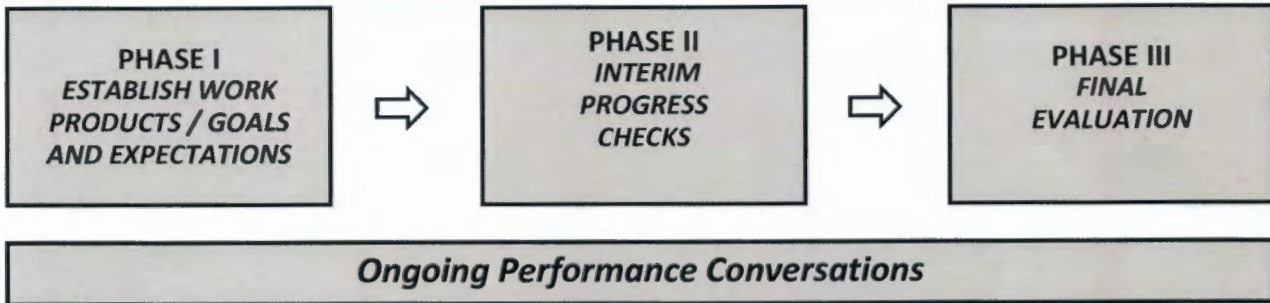 PHASE I
ESTABLISH WORK
PRODUCTS / GOALS
AND EXPECTATIONS
PHASE II
INTERIM
PROGRESS
CHECKS
PHASE III
FINAL
EVALUATION
Ongoing Performance Conversations